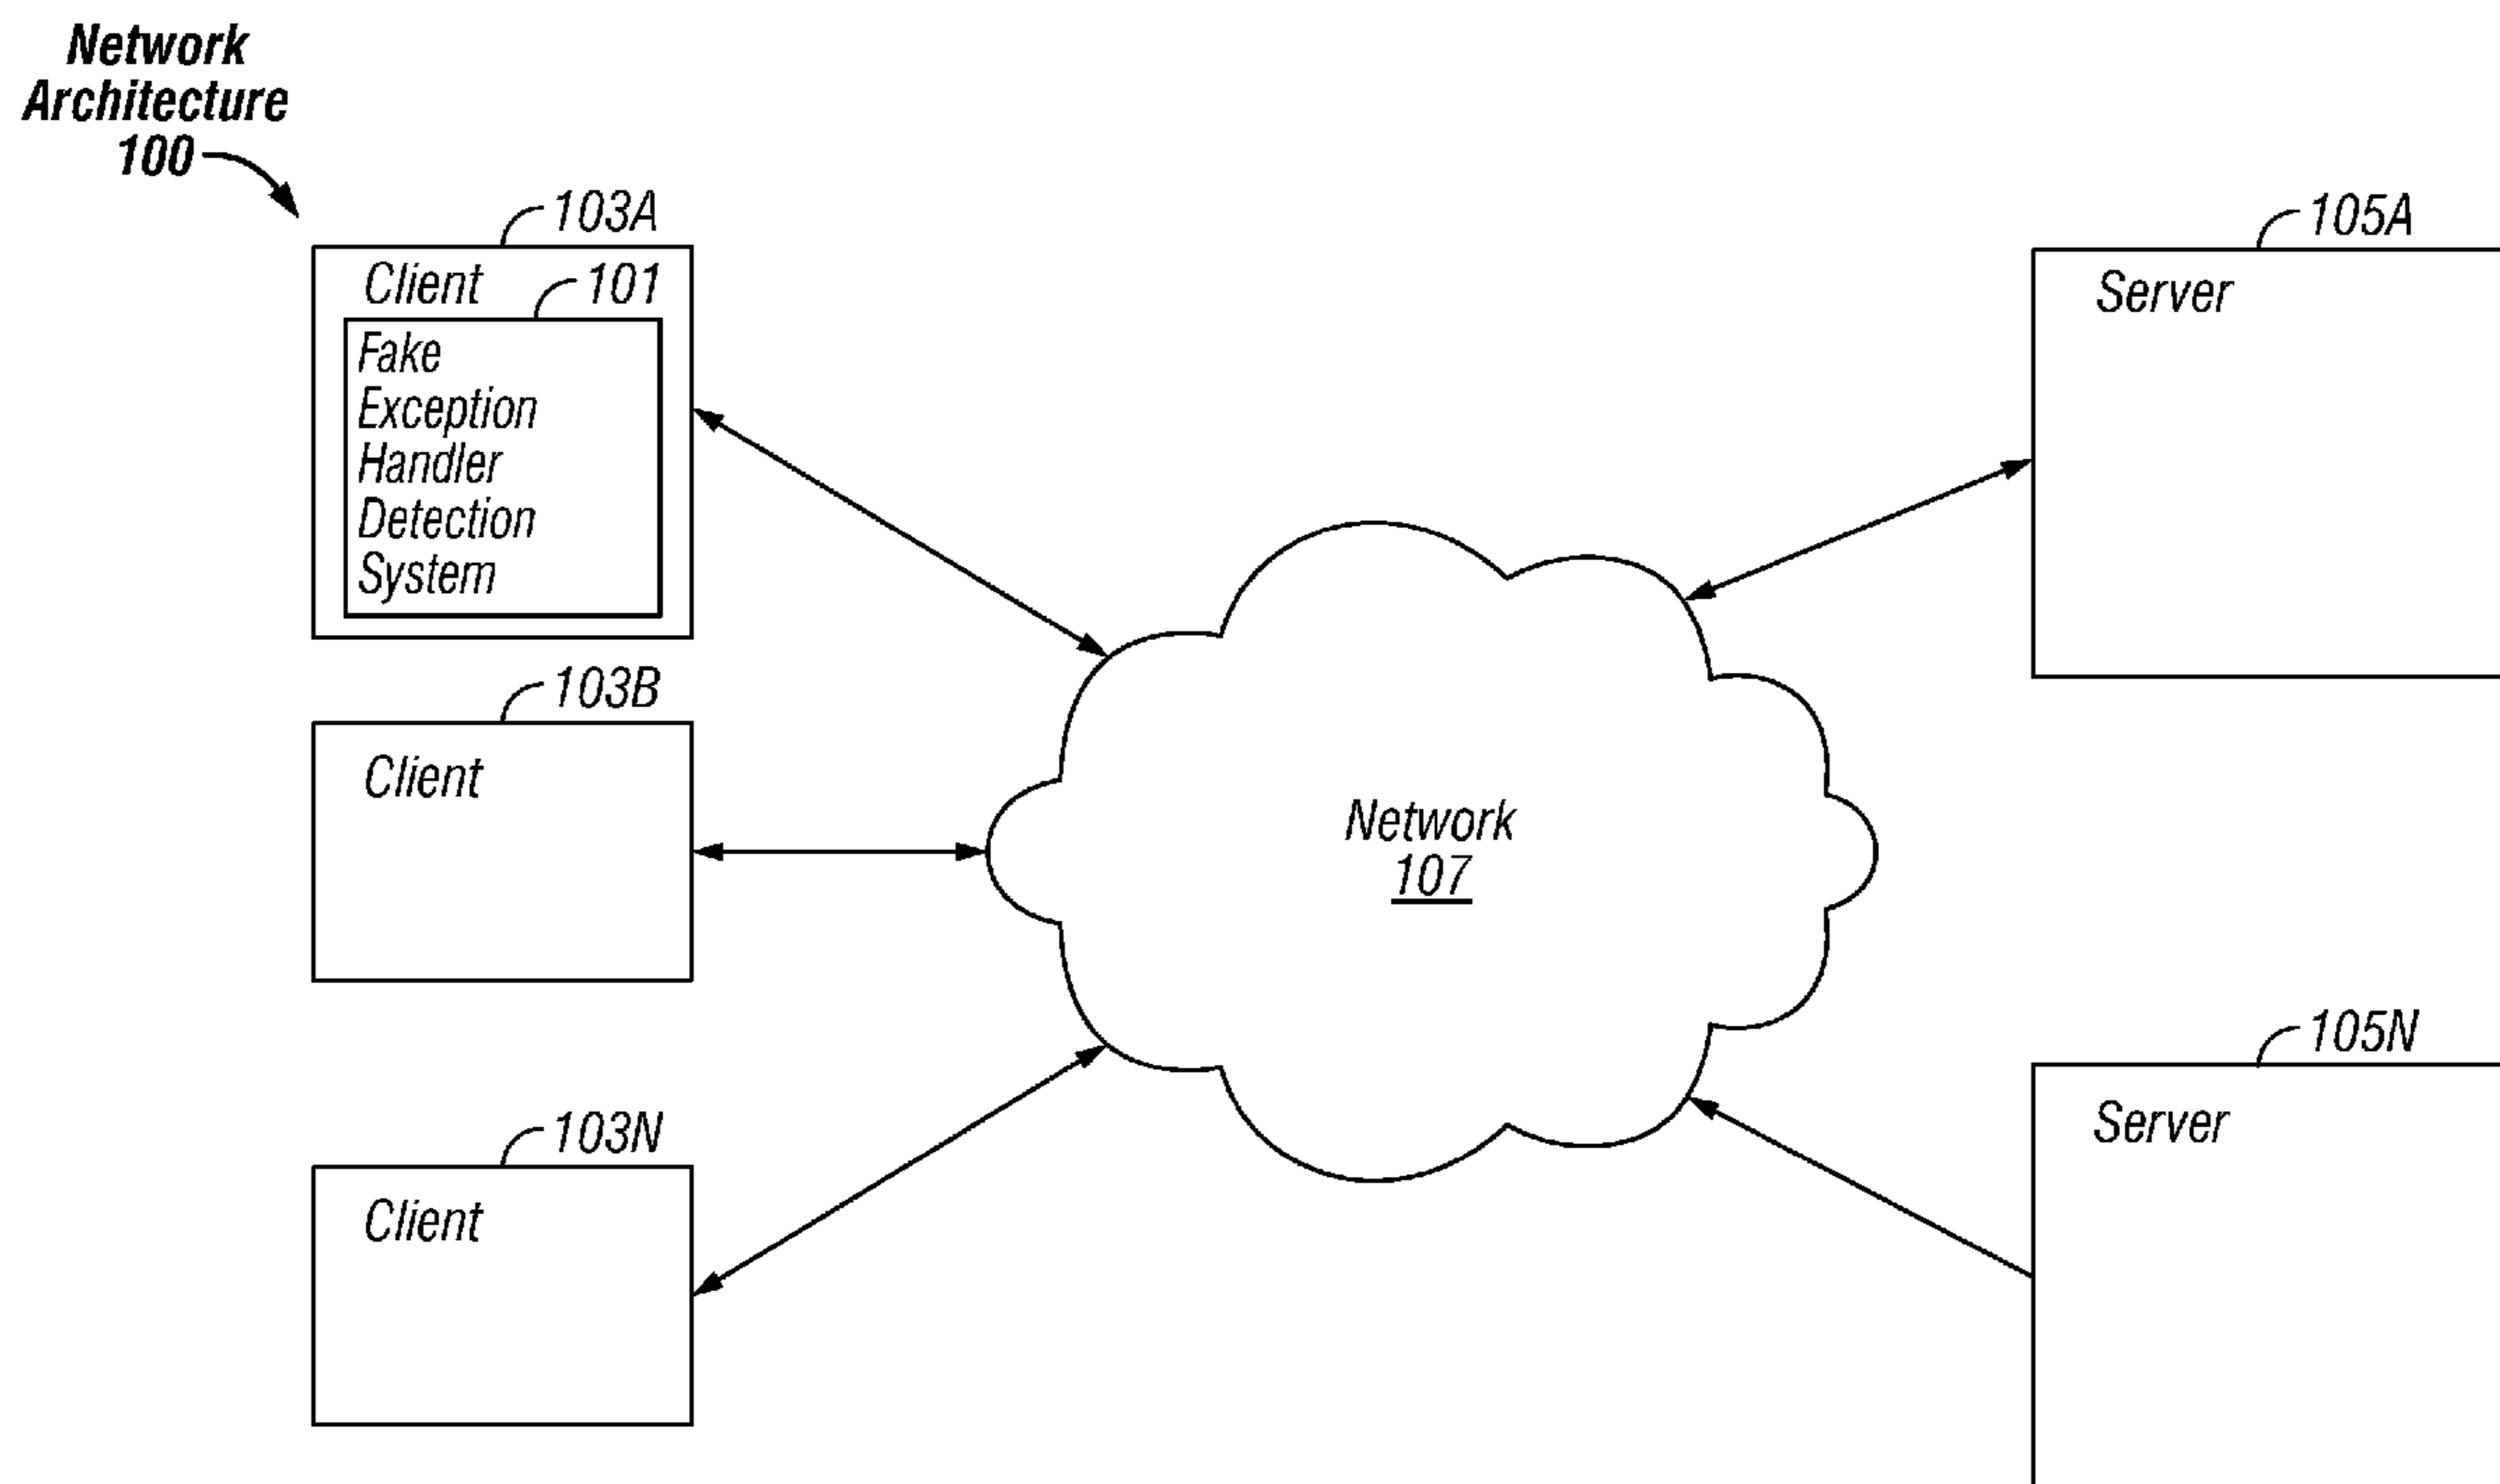 Network
Architecture
100
103A
Client
101
Fake
Exception
Handler
Detection
System
103B
Client
103N
Client
Network
107
105A
Server
105N
Server